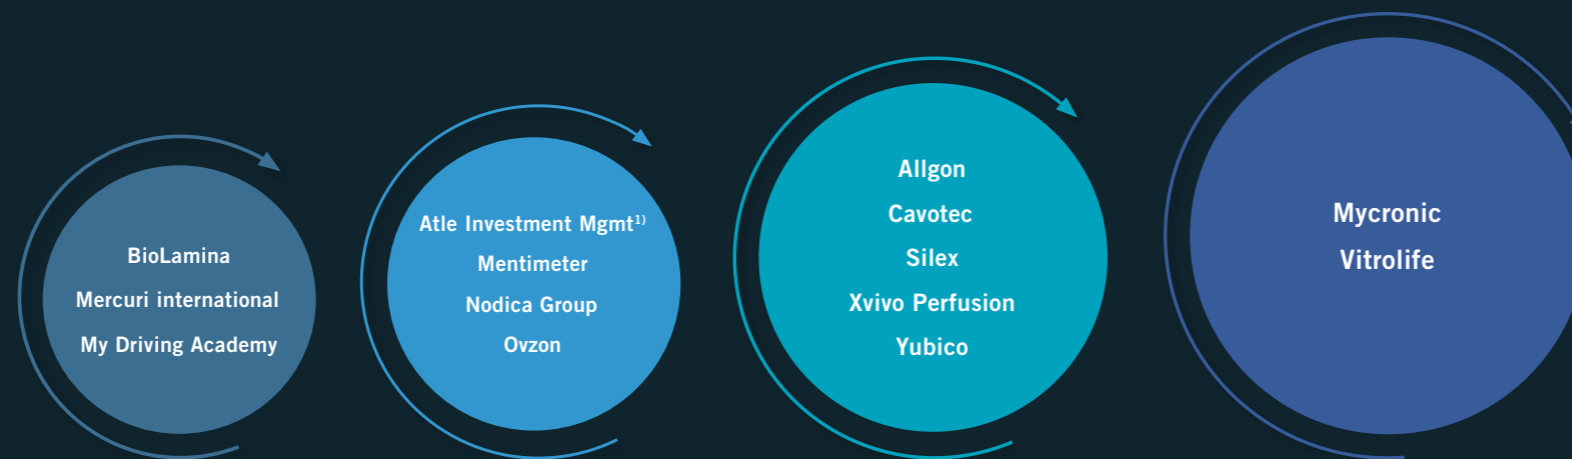 BioLamina
Mercuri international
My Driving Academy
Atle Investment Mgmt¹⁾
Mentimeter
Nodica Group
Ovzon
Allgon
Cavotec
Silex
Xvivo Perfusion
Yubico
Mycronic
Vitrolife